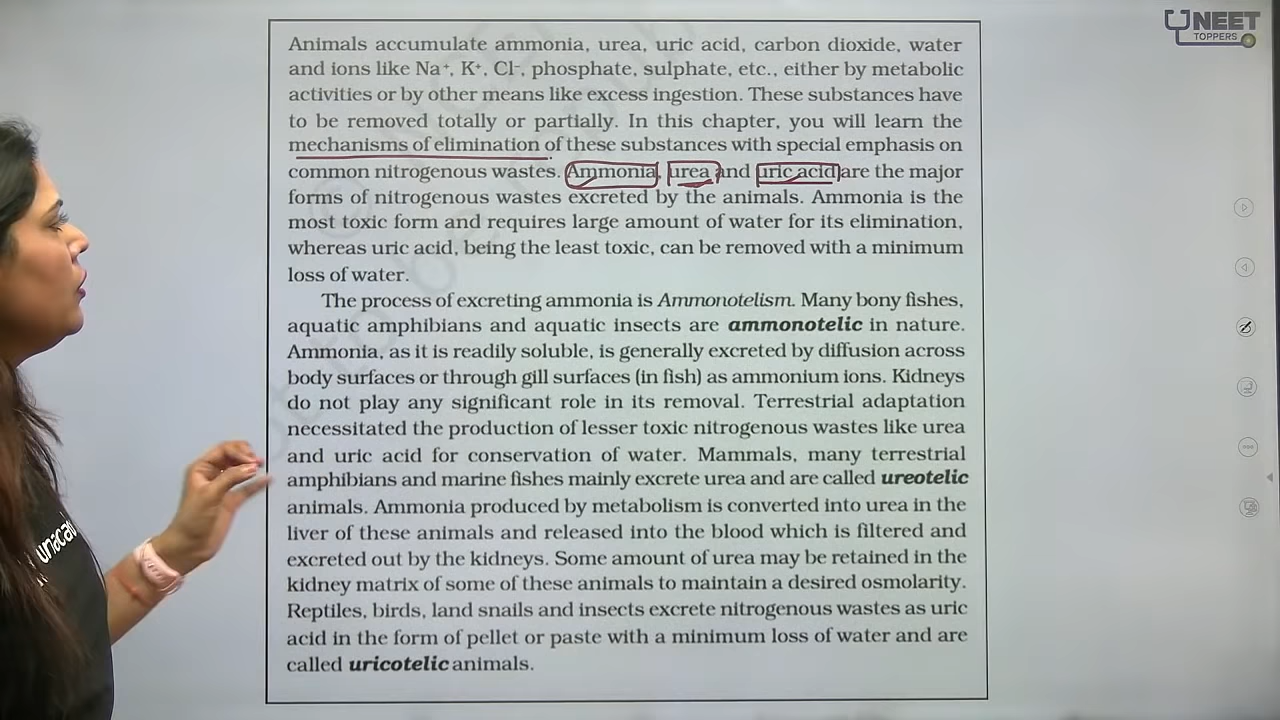 NEET
TOPPERS
Animals accumulate ammonia, urea, uric acid, carbon dioxide, water
and ions like Na⁺, K⁺, Cl⁻, phosphate, sulphate, etc., either by metabolic
activities or by other means like excess ingestion. These substances have
to be removed totally or partially. In this chapter, you will learn the
mechanisms of elimination of these substances with special emphasis on
common nitrogenous wastes. Ammonia, urea and uric acid are the major
forms of nitrogenous wastes excreted by the animals. Ammonia is the
most toxic form and requires large amount of water for its elimination,
whereas uric acid, being the least toxic, can be removed with a minimum
loss of water.
The process of excreting ammonia is Ammonotelism. Many bony fishes,
aquatic amphibians and aquatic insects are ammonotelic in nature.
Ammonia, as it is readily soluble, is generally excreted by diffusion across
body surfaces or through gill surfaces (in fish) as ammonium ions. Kidneys
do not play any significant role in its removal. Terrestrial adaptation
necessitated the production of lesser toxic nitrogenous wastes like urea
and uric acid for conservation of water. Mammals, many terrestrial
amphibians and marine fishes mainly excrete urea and are called ureotelic
animals. Ammonia produced by metabolism is converted into urea in the
liver of these animals and released into the blood which is filtered and
excreted out by the kidneys. Some amount of urea may be retained in the
kidney matrix of some of these animals to maintain a desired osmolarity.
Reptiles, birds, land snails and insects excrete nitrogenous wastes as uric
acid in the form of pellet or paste with a minimum loss of water and are
called uricotelic animals.
unacad